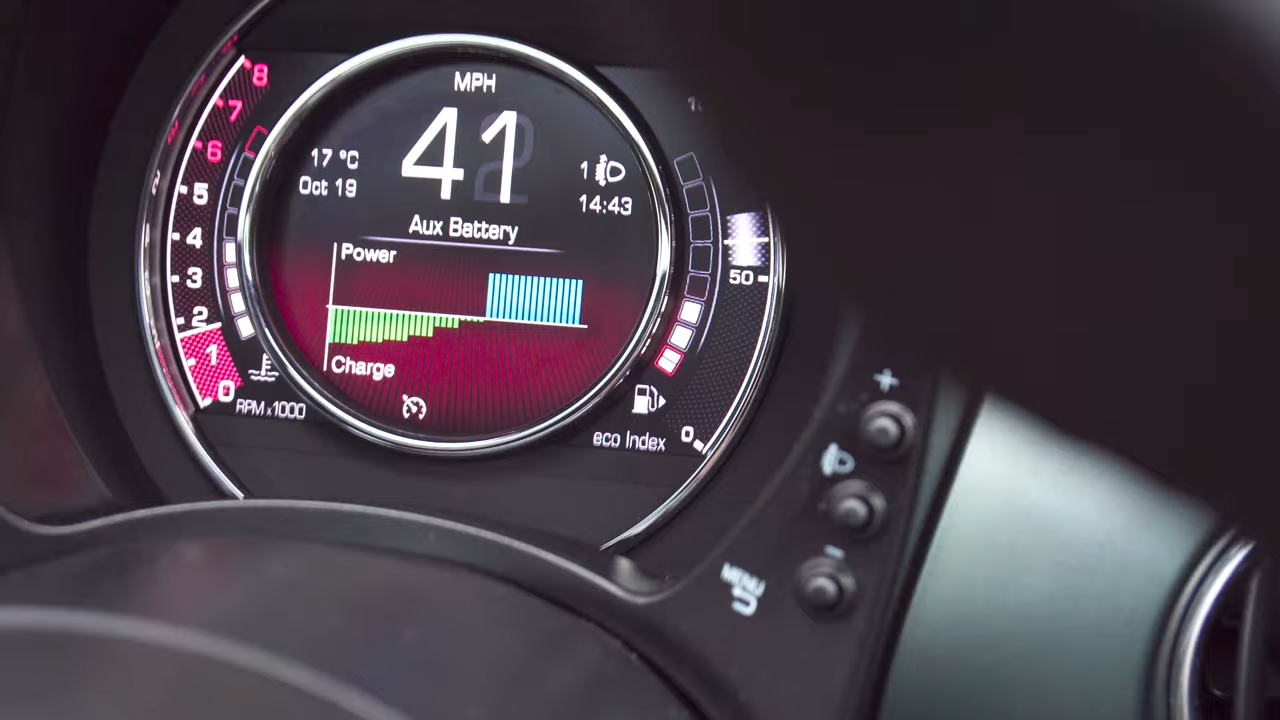 MPH
41
17 °C
Oct 19
1
14:43
Aux Battery
Power
Charge
8
7
6
5
4
3
2
1
0
RPM x1000
50
0
eco Index
+
-
MENU